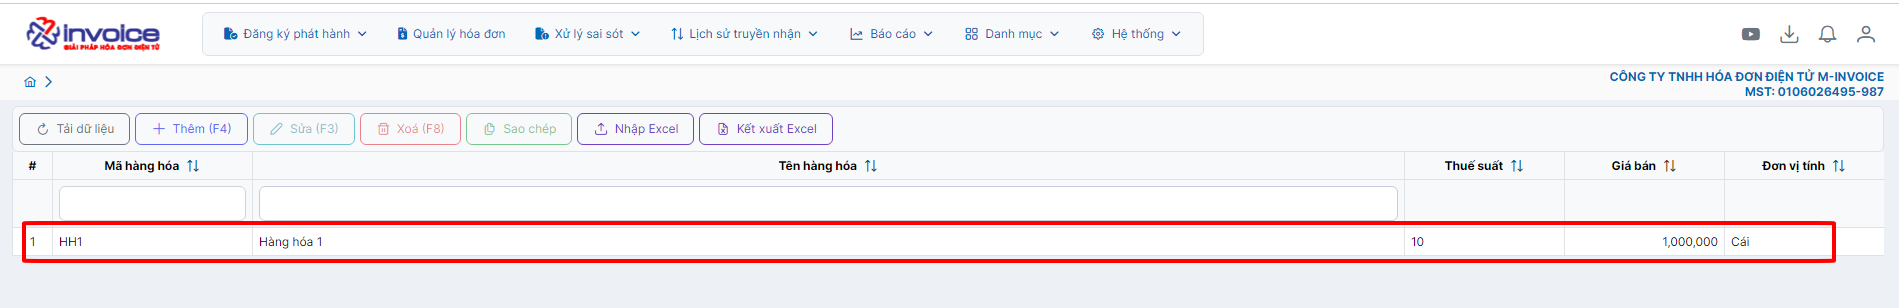 invoice
GIẢI PHÁP HÓA ĐƠN ĐIỆN TỬ
Đăng ký phát hành Quản lý hóa đơn Xử lý sai sót Lịch sử truyền nhận Báo cáo Danh mục Hệ thống
CÔNG TY TNHH HÓA ĐƠN ĐIỆN TỬ M-INVOICE
MST: 0106026495-987
Tải dữ liệu Thêm (F4) Sửa (F3) Xoá (F8) Sao chép Nhập Excel Kết xuất Excel
# Mã hàng hóa Tên hàng hóa Thuế suất Giá bán Đơn vị tính
1 HH1 Hàng hóa 1 10 1,000,000 Cái